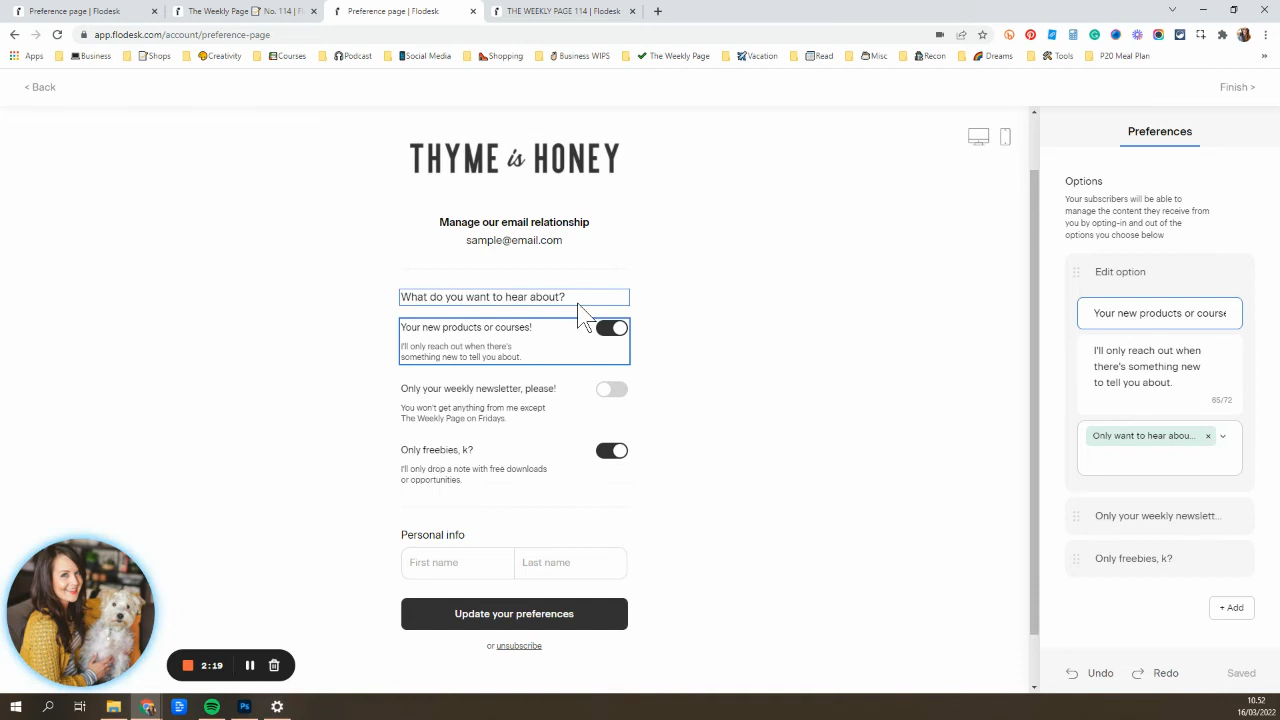 Preference page | Flodesk
The Weekly Page 📝 No. 114 | Fl
Preference page | Flodesk
THE WEEKLY PAGE 114 | Flodesk
app.flodesk.com/account/preference-page
Apps
Business
Shops
Creativity
Courses
Podcast
Social Media
Shopping
Business WIPS
The Weekly Page
Vacation
Read
Misc
Recon
Dreams
Tools
P20 Meal Plan
< Back
Finish >
THYME is HONEY
Manage our email relationship
sample@email.com
What do you want to hear about?
Your new products or courses!
I'll only reach out when there's
something new to tell you about.
Only your weekly newsletter, please!
You won't get anything from me except
The Weekly Page on Fridays.
Only freebies, k?
I'll only drop a note with free downloads
or opportunities.
Personal info
First name
Last name
Update your preferences
or unsubscribe
Preferences
Options
Your subscribers will be able to
manage the content they receive from
you by opting-in and out of the
options you choose below
Edit option
Your new products or course
I'll only reach out when
there's something new
to tell you about.
65/72
Only want to hear abou...
Only your weekly newslett...
Only freebies, k?
+ Add
Undo
Redo
Saved
2:19
10.52
16/03/2022